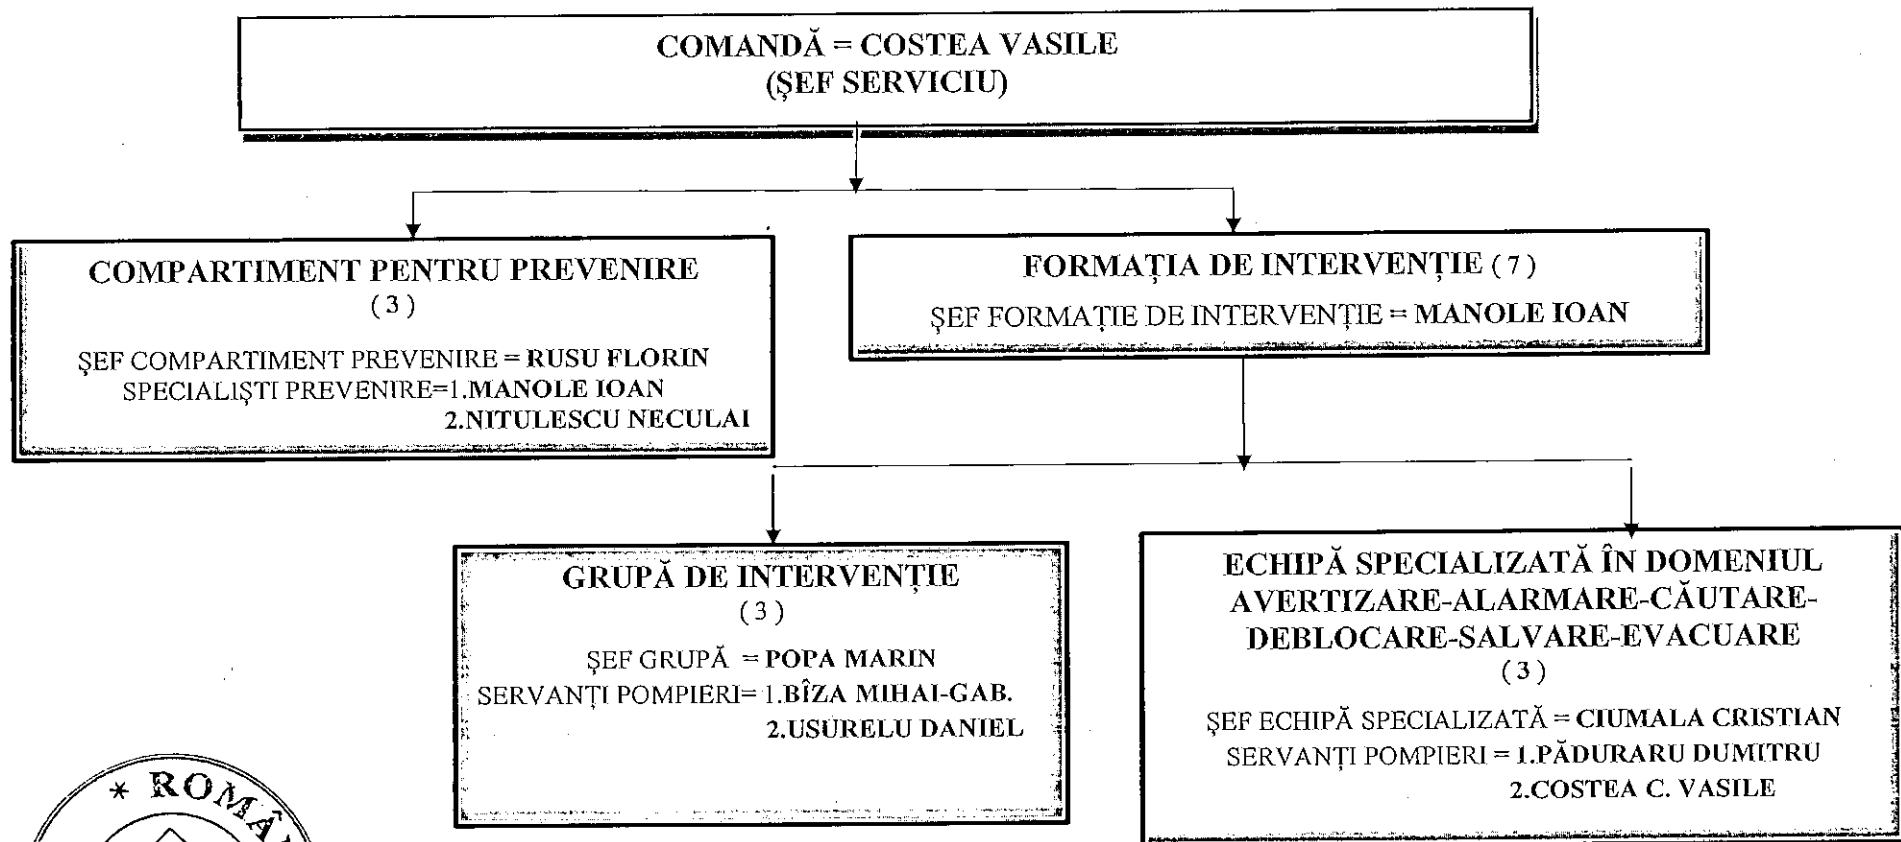 COMANDĂ = COSTEA VASILE
(ŞEF SERVICIU)
COMPARTIMENT PENTRU PREVENIRE
( 3 )
ŞEF COMPARTIMENT PREVENIRE = RUSU FLORIN
SPECIALIŞTI PREVENIRE=1.MANOLE IOAN
2.NITULESCU NECULAI
FORMAŢIA DE INTERVENŢIE ( 7 )
ŞEF FORMAŢIE DE INTERVENŢIE = MANOLE IOAN
GRUPĂ DE INTERVENŢIE
( 3 )
ŞEF GRUPĂ = POPA MARIN
SERVANŢI POMPIERI= 1.BÎZA MIHAI-GAB.
2.USURELU DANIEL
ECHIPĂ SPECIALIZATĂ ÎN DOMENIUL
AVERTIZARE-ALARMARE-CĂUTARE-
DEBLOCARE-SALVARE-EVACUARE
( 3 )
ŞEF ECHIPĂ SPECIALIZATĂ = CIUMALA CRISTIAN
SERVANŢI POMPIERI = 1.PĂDURARU DUMITRU
2.COSTEA C. VASILE
* ROMÂ